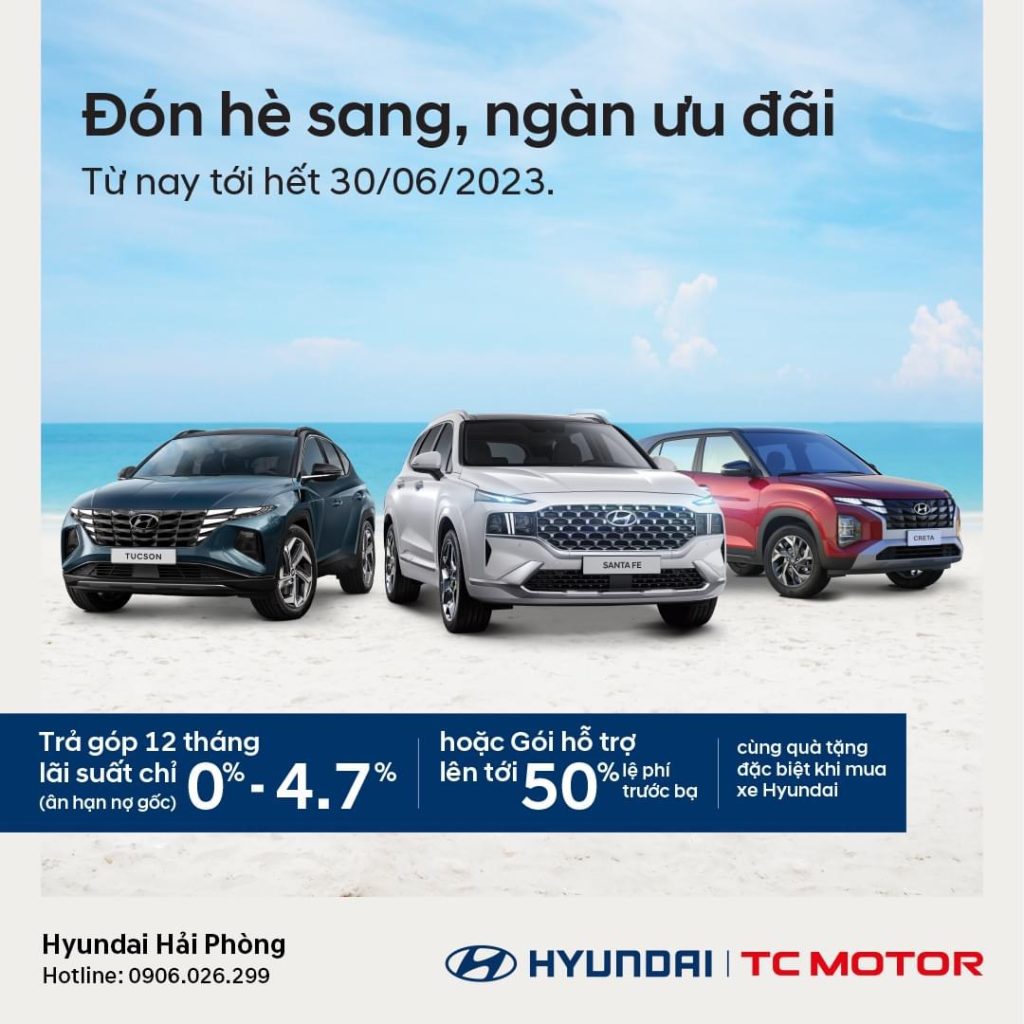 Đón hè sang, ngàn ưu đãi
Từ nay tới hết 30/06/2023.
TUCSON
SANTA FE
CRETA
Trả góp 12 tháng
lãi suất chỉ 0% - 4.7%
(ân hạn nợ gốc)
hoặc Gói hỗ trợ
lên tới 50% lệ phí
trước bạ
cùng quà tặng
đặc biệt khi mua
xe Hyundai
Hyundai Hải Phòng
Hotline: 0906.026.299
HYUNDAI | TC MOTOR